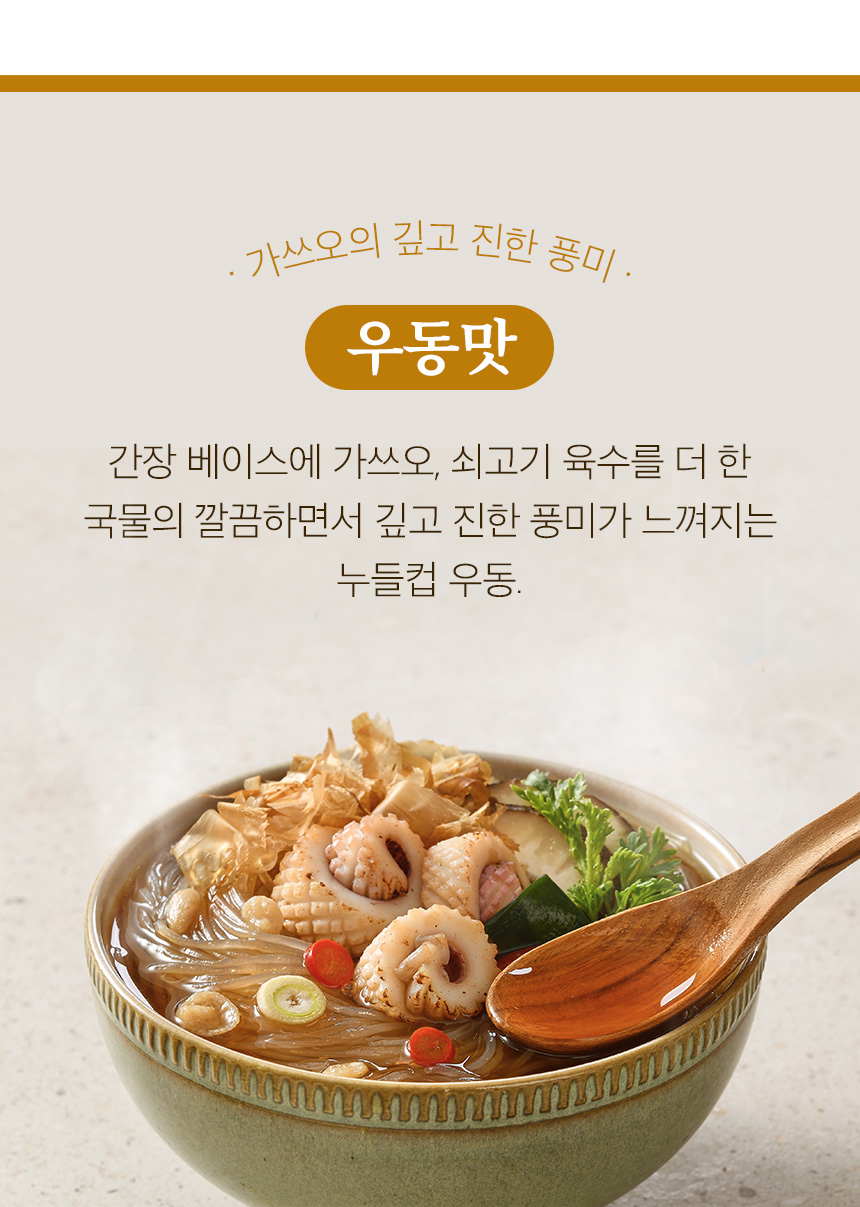 · 가쓰오의 깊고 진한 풍미 ·
우동맛
간장 베이스에 가쓰오, 쇠고기 육수를 더 한
국물의 깔끔하면서 깊고 진한 풍미가 느껴지는
누들컵 우동.